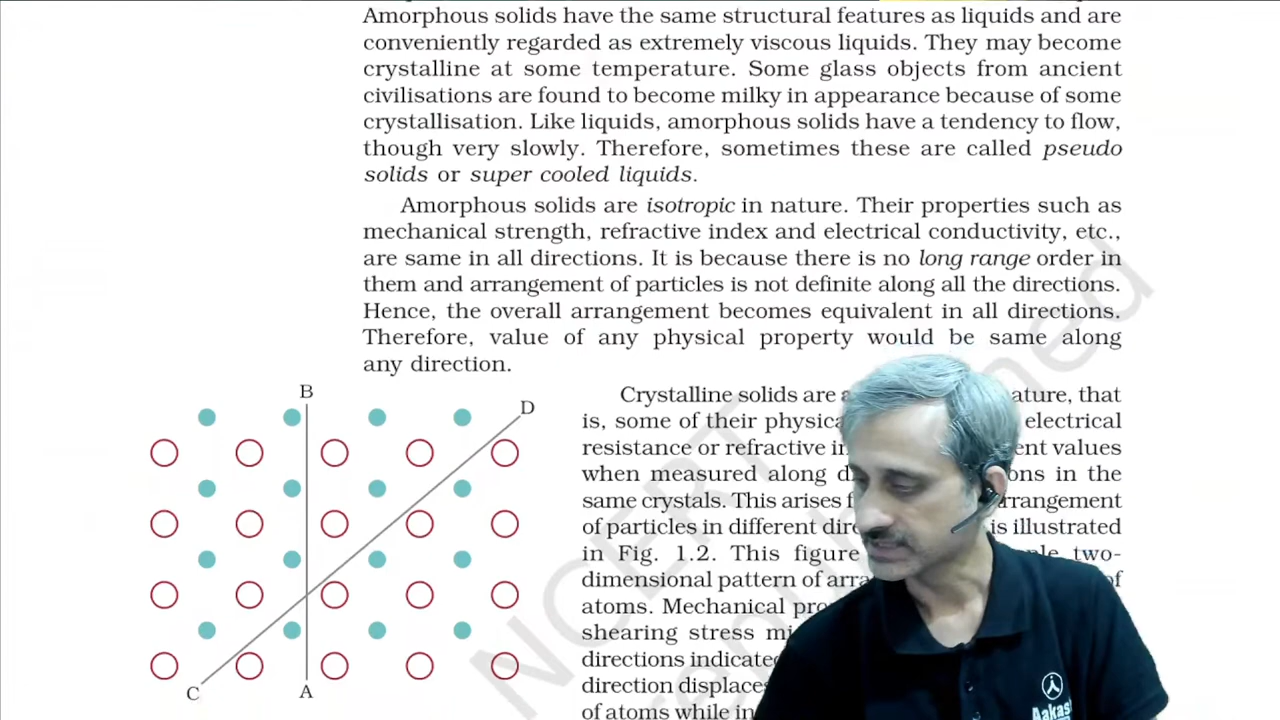 Amorphous solids have the same structural features as liquids and are
conveniently regarded as extremely viscous liquids. They may become
crystalline at some temperature. Some glass objects from ancient
civilisations are found to become milky in appearance because of some
crystallisation. Like liquids, amorphous solids have a tendency to flow,
though very slowly. Therefore, sometimes these are called pseudo
solids or super cooled liquids.
Amorphous solids are isotropic in nature. Their properties such as
mechanical strength, refractive index and electrical conductivity, etc.,
are same in all directions. It is because there is no long range order in
them and arrangement of particles is not definite along all the directions.
Hence, the overall arrangement becomes equivalent in all directions.
Therefore, value of any physical property would be same along
any direction.
B
D
C
A
Crystalline solids are that
is, some of their electrical
resistance or refractive values
when measured along in the
same crystals. This arises
of particles in different is illustrated
in Fig. 1.2. This figure two-
dimensional pattern of of
atoms. Mechanical
shearing stress
directions
direction
of atoms while in
NCERT
Aakash